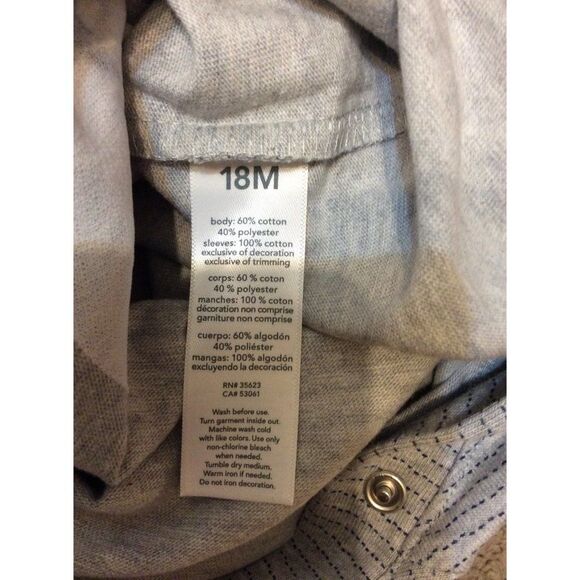 18M
body: 60% cotton
40% polyester
sleeves: 100% cotton
exclusive of decoration
exclusive of trimming
corps: 60 % coton
40 % polyester
manches: 100 % coton
décoration non comprise
garniture non comprise
cuerpo: 60% algodón
40% poliéster
mangas: 100% algodón
excluyendo la decoración
RN# 35623
CA# 53061
Wash before use.
Turn garment inside out.
Machine wash cold
with like colors. Use only
non-chlorine bleach
when needed.
Tumble dry medium.
Warm iron if needed.
Do not iron decoration.